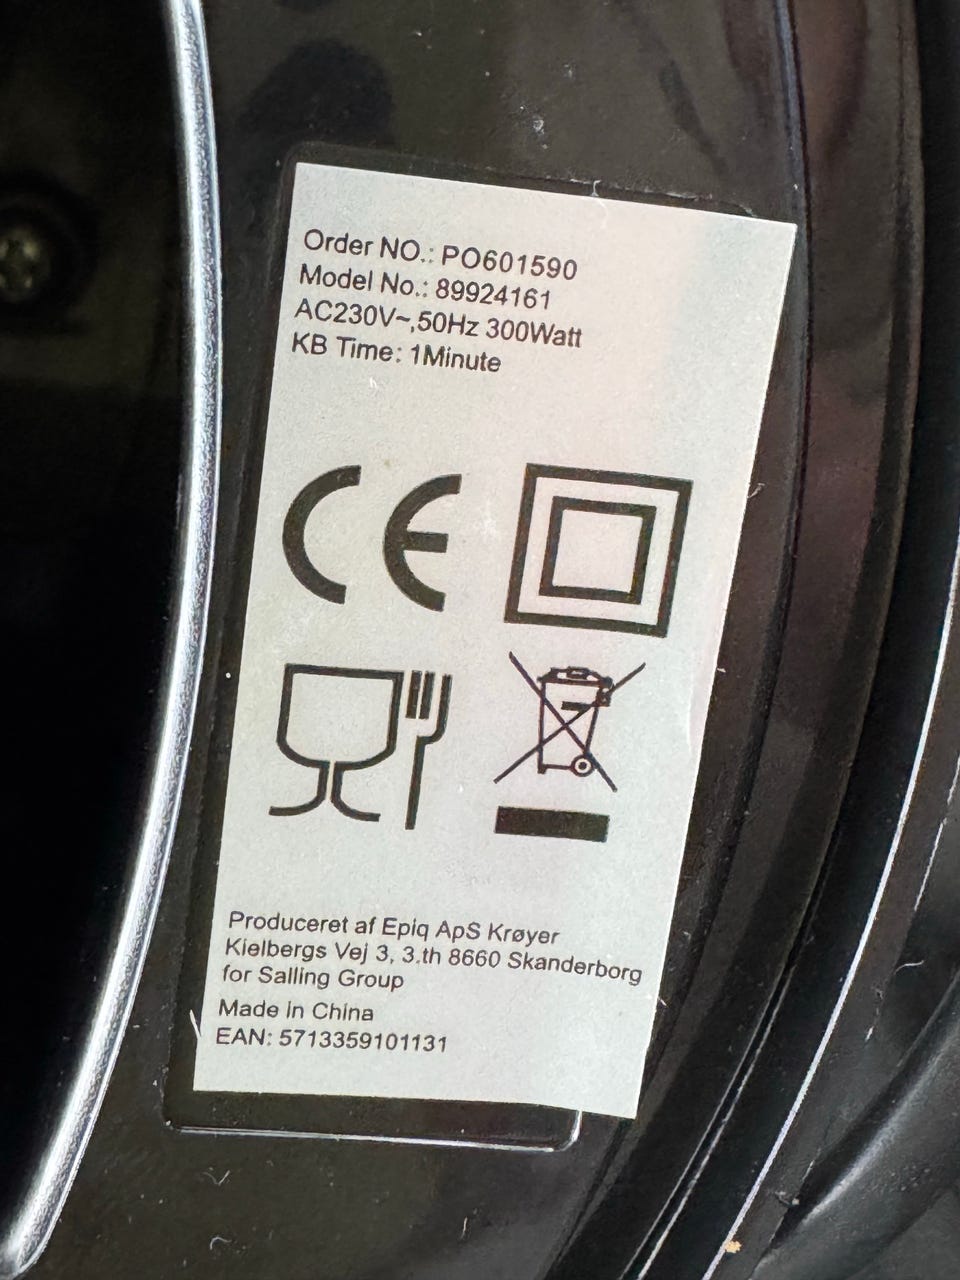 Order NO.: PO601590
Model No.: 89924161
AC230V~,50Hz 300Watt
KB Time: 1Minute
CE
Produceret af Epiq ApS Krøyer
Kielbergs Vej 3, 3.th 8660 Skanderborg
for Salling Group
Made in China
EAN: 5713359101131